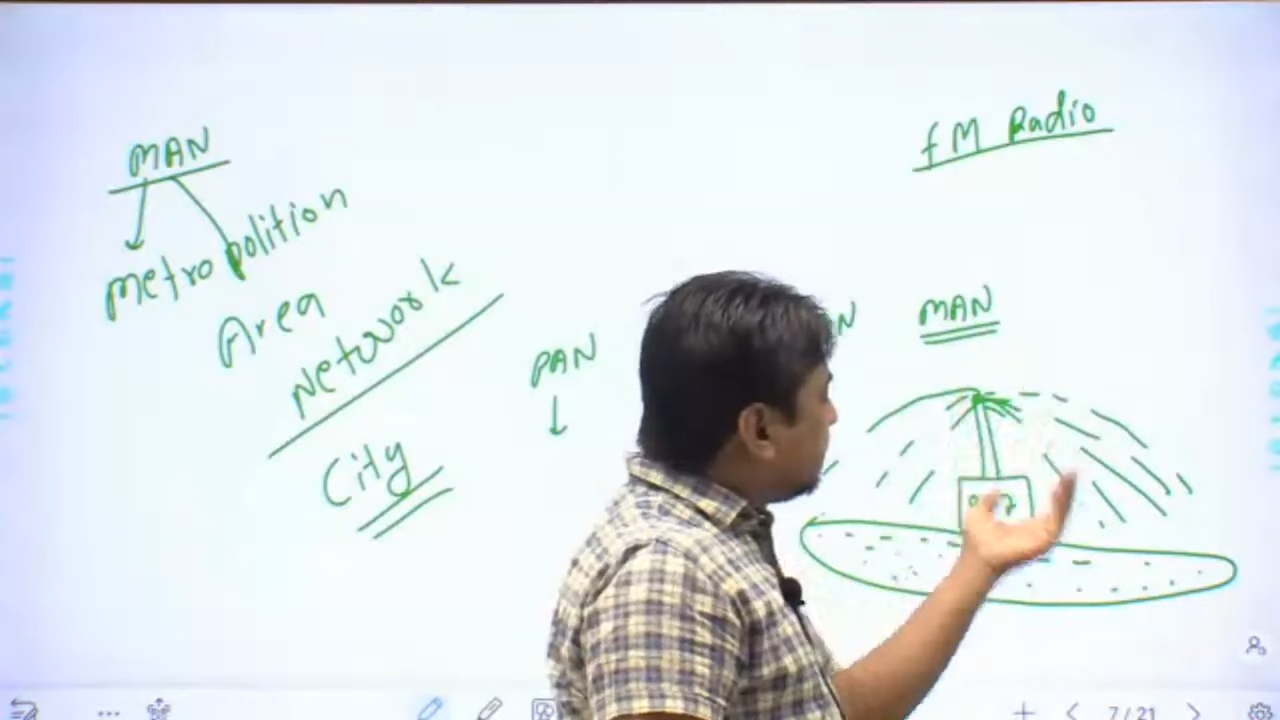 MAN
Metropolition
Area
Network
City
PAN
FM Radio
MAN
7/21